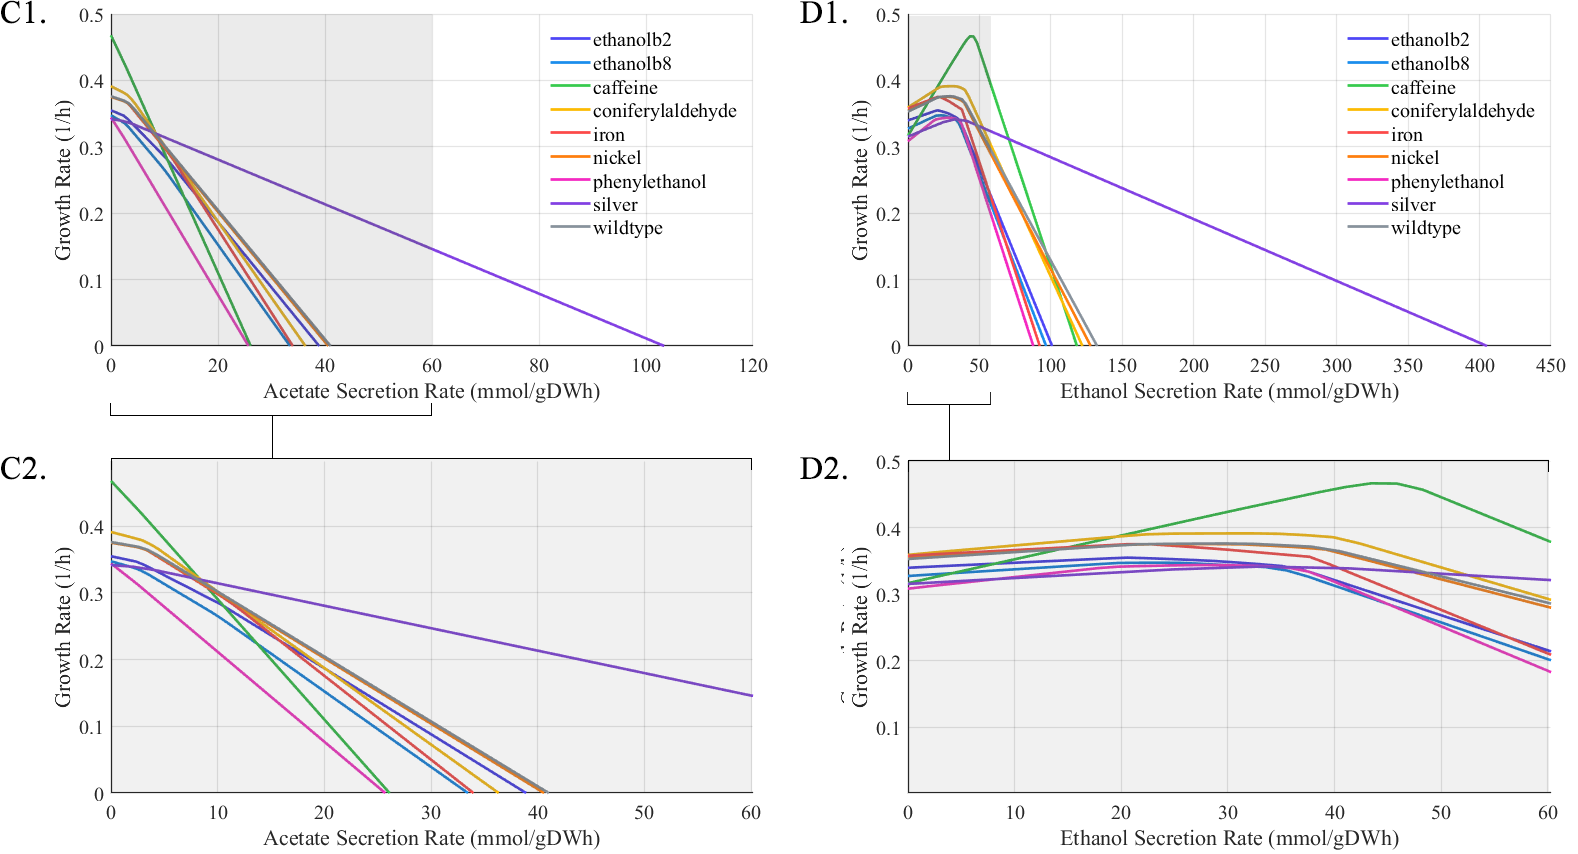 C1.
0.5
0.4
0.3
0.2
0.1
0
Growth Rate (1/h)
ethanolb2
ethanolb8
caffeine
coniferylaldehyde
iron
nickel
phenylethanol
silver
wildtype
0 20 40 60 80 100 120
Acetate Secretion Rate (mmol/gDWh)
D1.
0.5
0.4
0.3
0.2
0.1
0
Growth Rate (1/h)
ethanolb2
ethanolb8
caffeine
coniferylaldehyde
iron
nickel
phenylethanol
silver
wildtype
0 50 100 150 200 250 300 350 400 450
Ethanol Secretion Rate (mmol/gDWh)
C2.
0.4
0.3
0.2
0.1
0
Growth Rate (1/h)
0 10 20 30 40 50 60
Acetate Secretion Rate (mmol/gDWh)
D2.
0.5
0.4
0.3
0.2
0.1
Growth Rate (1/h)
0 10 20 30 40 50 60
Ethanol Secretion Rate (mmol/gDWh)